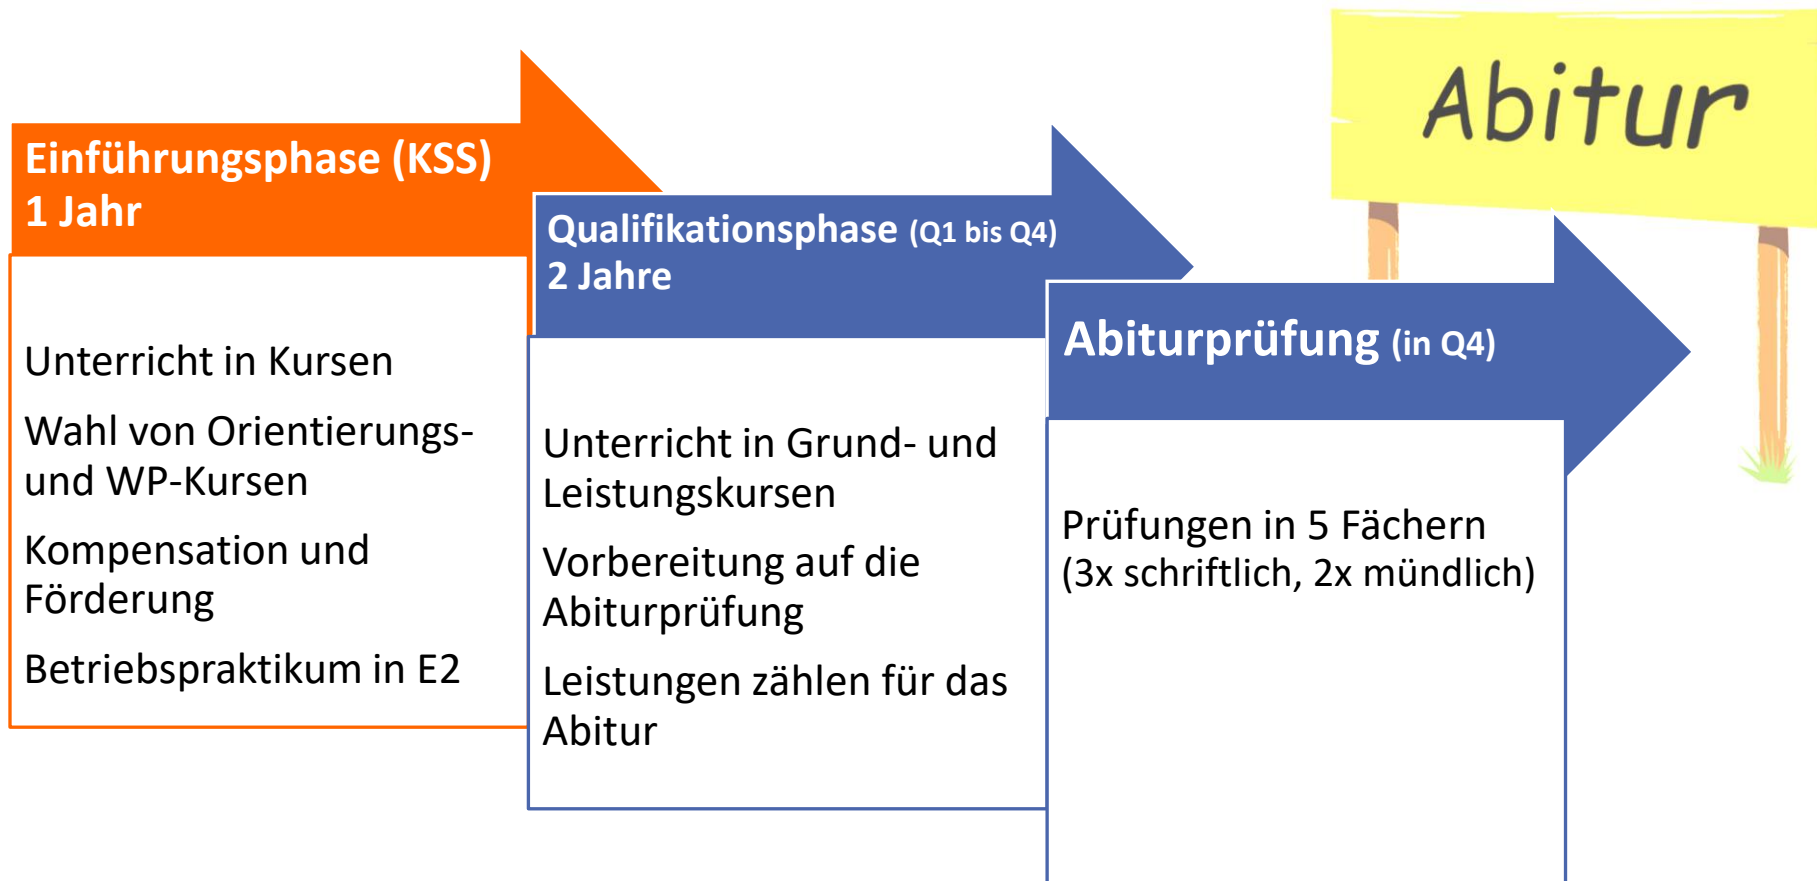 Abitur
Einführungsphase (KSS)
1 Jahr
Unterricht in Kursen
Wahl von Orientierungs-
und WP-Kursen
Kompensation und
Förderung
Betriebspraktikum in E2
Qualifikationsphase (Q1 bis Q4)
2 Jahre
Unterricht in Grund- und
Leistungskursen
Vorbereitung auf die
Abiturprüfung
Leistungen zählen für das
Abitur
Abiturprüfung (in Q4)
Prüfungen in 5 Fächern
(3x schriftlich, 2x mündlich)